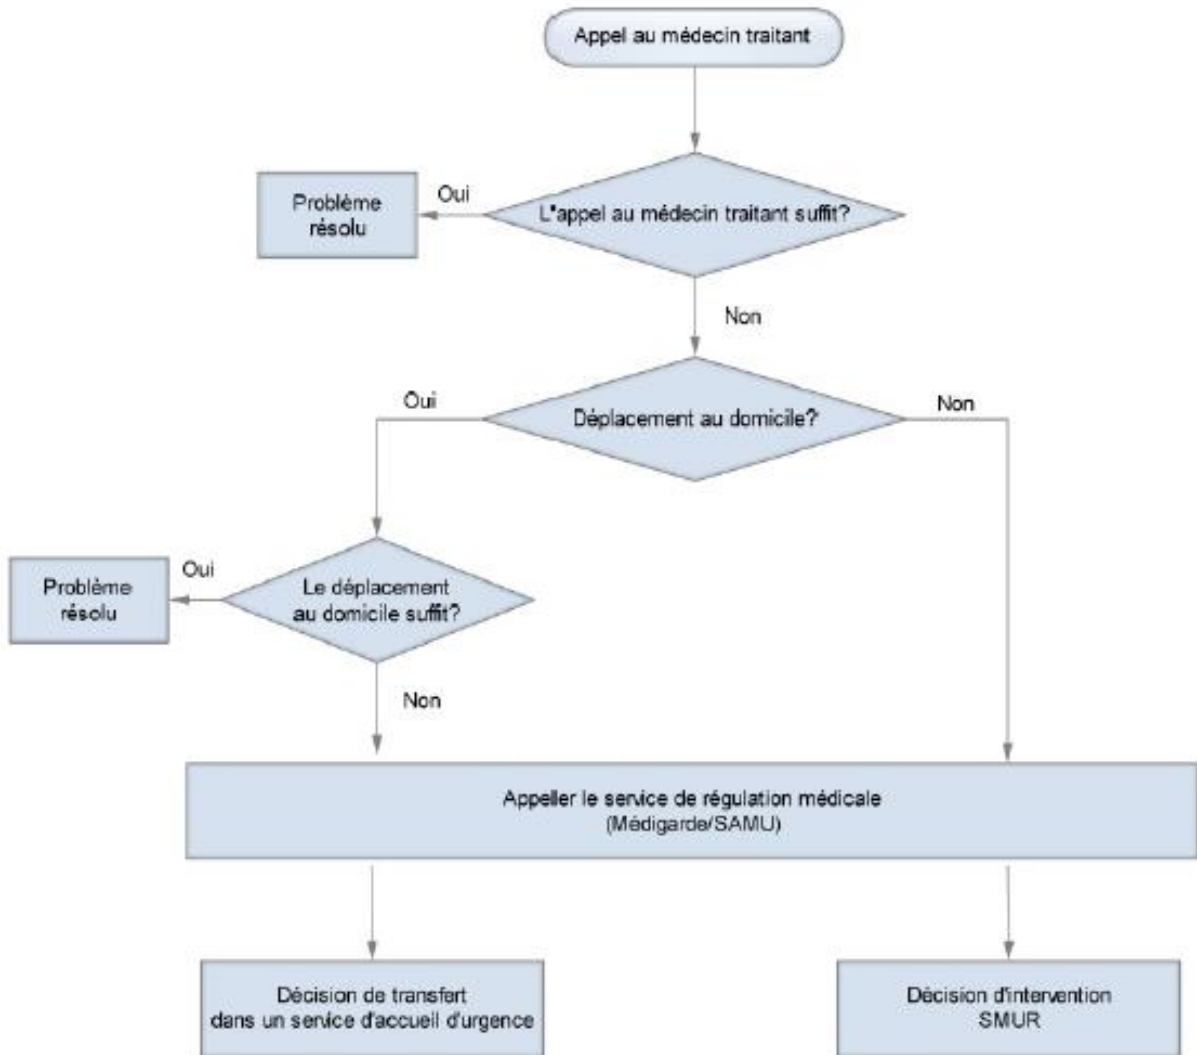 Appel au médecin traitant
Oui
Problème
résolu
L"appel au médecin traitant suffit?
Non
Oui
Déplacement au domicile?
Non
Oui
Problème
résolu
Le déplacement
au domicile suffit?
Non
Appeller le service de régulation médicale
(Médigarde/SAMU)
Décision de transfert
dans un service d'accueil d'urgence
Décision d'intervention
SMUR